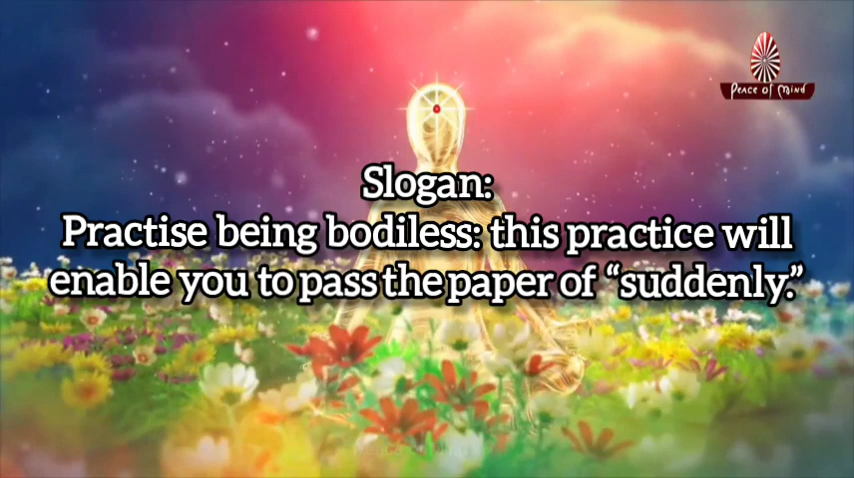 Peace of Mind
Slogan:
Practise being bodiless: this practice will
enable you to pass the paper of “suddenly.”